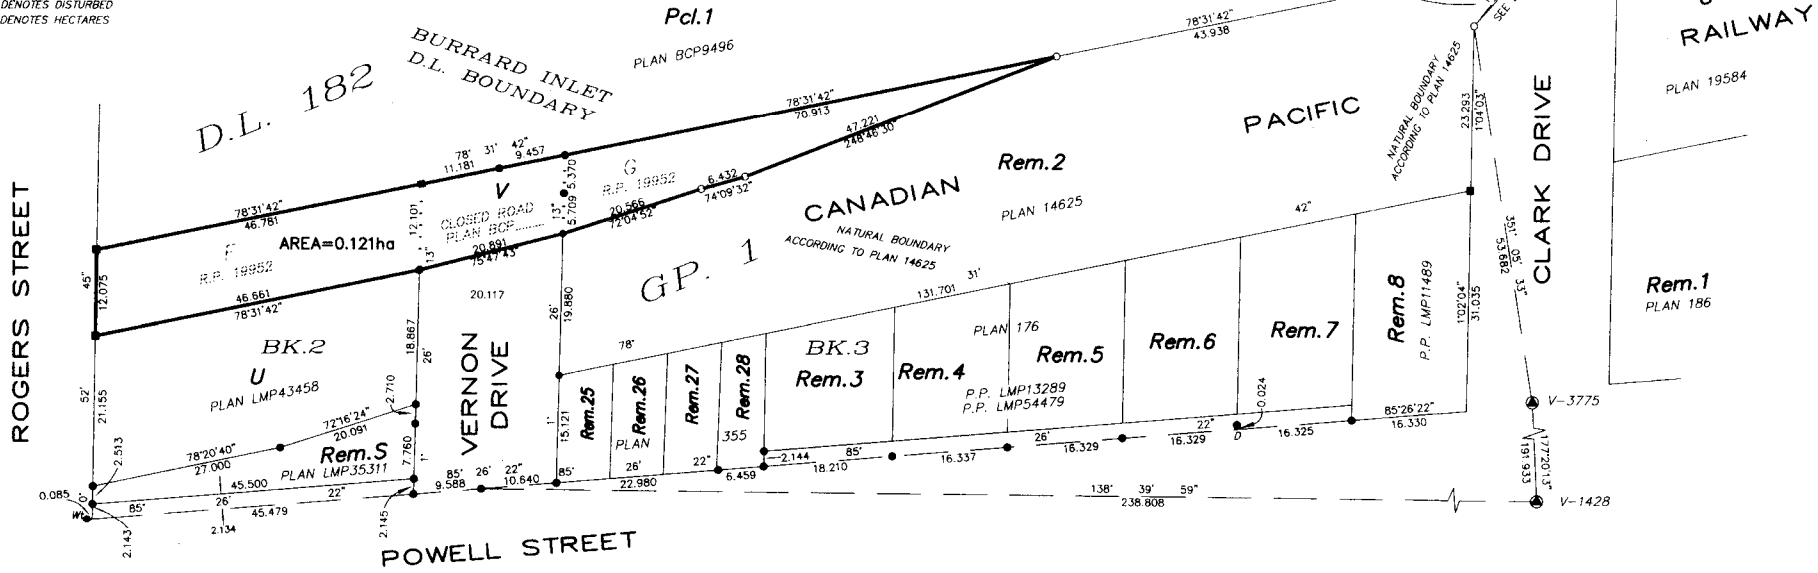 DENOTES DISTURBED
DENOTES HECTARES
Pcl.1
PLAN BCP9496
BURRARD INLET
D.L. BOUNDARY
D.L. 182
78°31'42"
43.938
SEE
RAILWAY
PLAN 19584
78°31'42"
70.913
47.221
248°46'30"
NATURAL BOUNDARY
ACCORDING TO PLAN 14625
23.293
1°04'03"
CLARK DRIVE
PACIFIC
CANADIAN
Rem.2
PLAN 14625
NATURAL BOUNDARY
ACCORDING TO PLAN 14625
GP. 1
78° 31' 42"
11.181
9.457
V
CLOSED ROAD
PLAN BCP
G
R.P. 19952
5.370
5.709
13"
6.432
74°09'32"
20.566
72°04'52"
12.101
13"
20.891
75°47'43"
78°31'42"
46.781
F
R.P. 19952
AREA=0.121ha
45"
12.075
46.661
78°31'42"
ROGERS STREET
20.117
26'
19.880
18.867
26'
VERNON
DRIVE
BK.2
U
PLAN LMP43458
52'
21.155
2.710
72°16'24"
20.091
78°20'40"
27.000
2.513
Rem.S
PLAN LMP35311
7.760
1'
0.085
0°
Wt.
45.500
85°
26'
22"
45.479
2.143
2.134
2.145
85°
26'
22"
9.588
10.640
POWELL STREET
78°
31'
42"
131.701
1'
15.121
Rem.25
Rem.26
Rem.27
Rem.28
PLAN
355
85°
26'
22"
22.980
6.459
BK.3
Rem.3
PLAN 176
Rem.4
Rem.5
P.P. LMP13289
P.P. LMP54479
Rem.6
Rem.7
Rem.8
P.P. LMP11489
1°02'04"
31.035
2.144
85°
18.210
16.337
26'
16.329
22"
16.329
0.024
D
16.325
85°26'22"
16.330
138° 39' 59"
238.808
351° 05' 33"
53.682
Rem.1
PLAN 186
V-3775
177°20'13"
191.933
V-1428